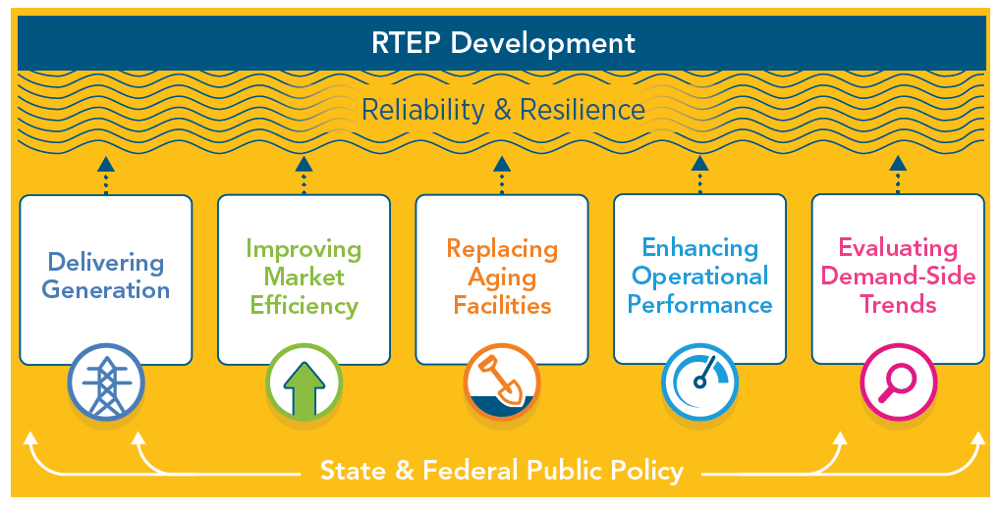 RTEP Development
Reliability & Resilience
Delivering
Generation
Improving
Market
Efficiency
Replacing
Aging
Facilities
Enhancing
Operational
Performance
Evaluating
Demand-Side
Trends
State & Federal Public Policy